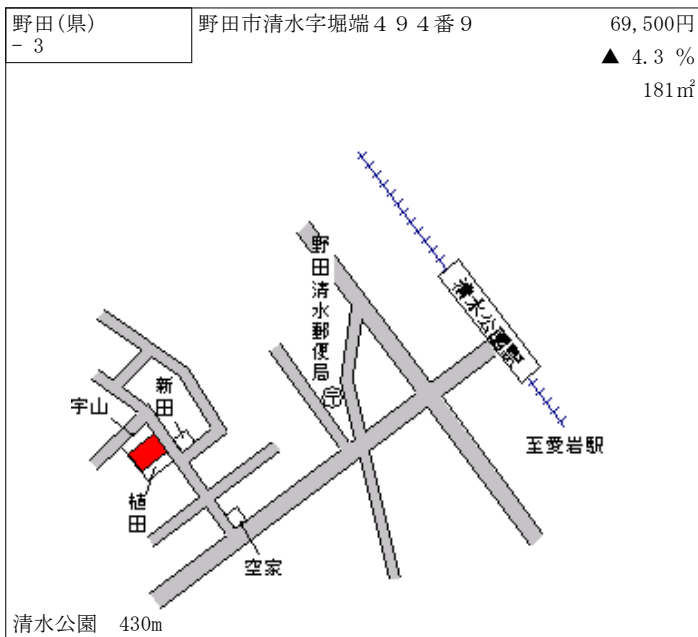 野田(県)
- 3
野田市清水字堀端４９４番９
69,500円
▲ 4.3 %
181㎡
野田清水郵便局
清水公園駅
新田
宇山
植田
空家
至愛岩駅
清水公園 430m